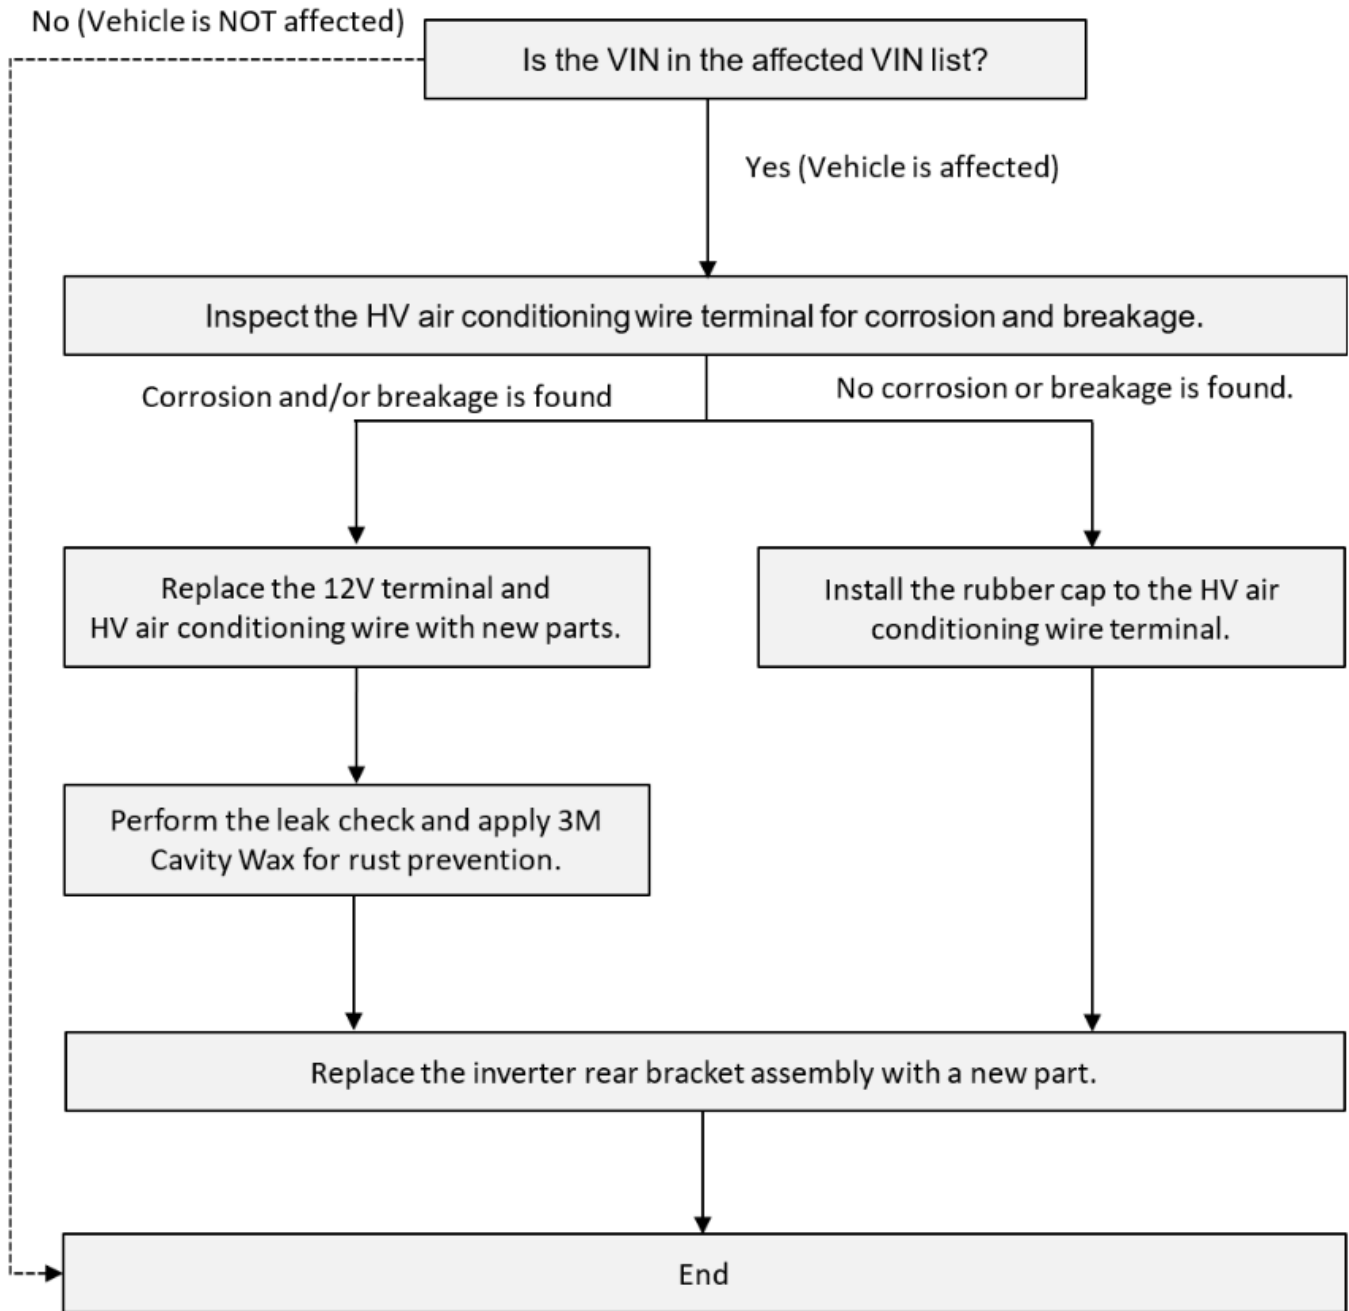 No (Vehicle is NOT affected)
Is the VIN in the affected VIN list?
Yes (Vehicle is affected)
Inspect the HV air conditioning wire terminal for corrosion and breakage.
Corrosion and/or breakage is found
No corrosion or breakage is found.
Replace the 12V terminal and
HV air conditioning wire with new parts.
Install the rubber cap to the HV air
conditioning wire terminal.
Perform the leak check and apply 3M
Cavity Wax for rust prevention.
Replace the inverter rear bracket assembly with a new part.
End